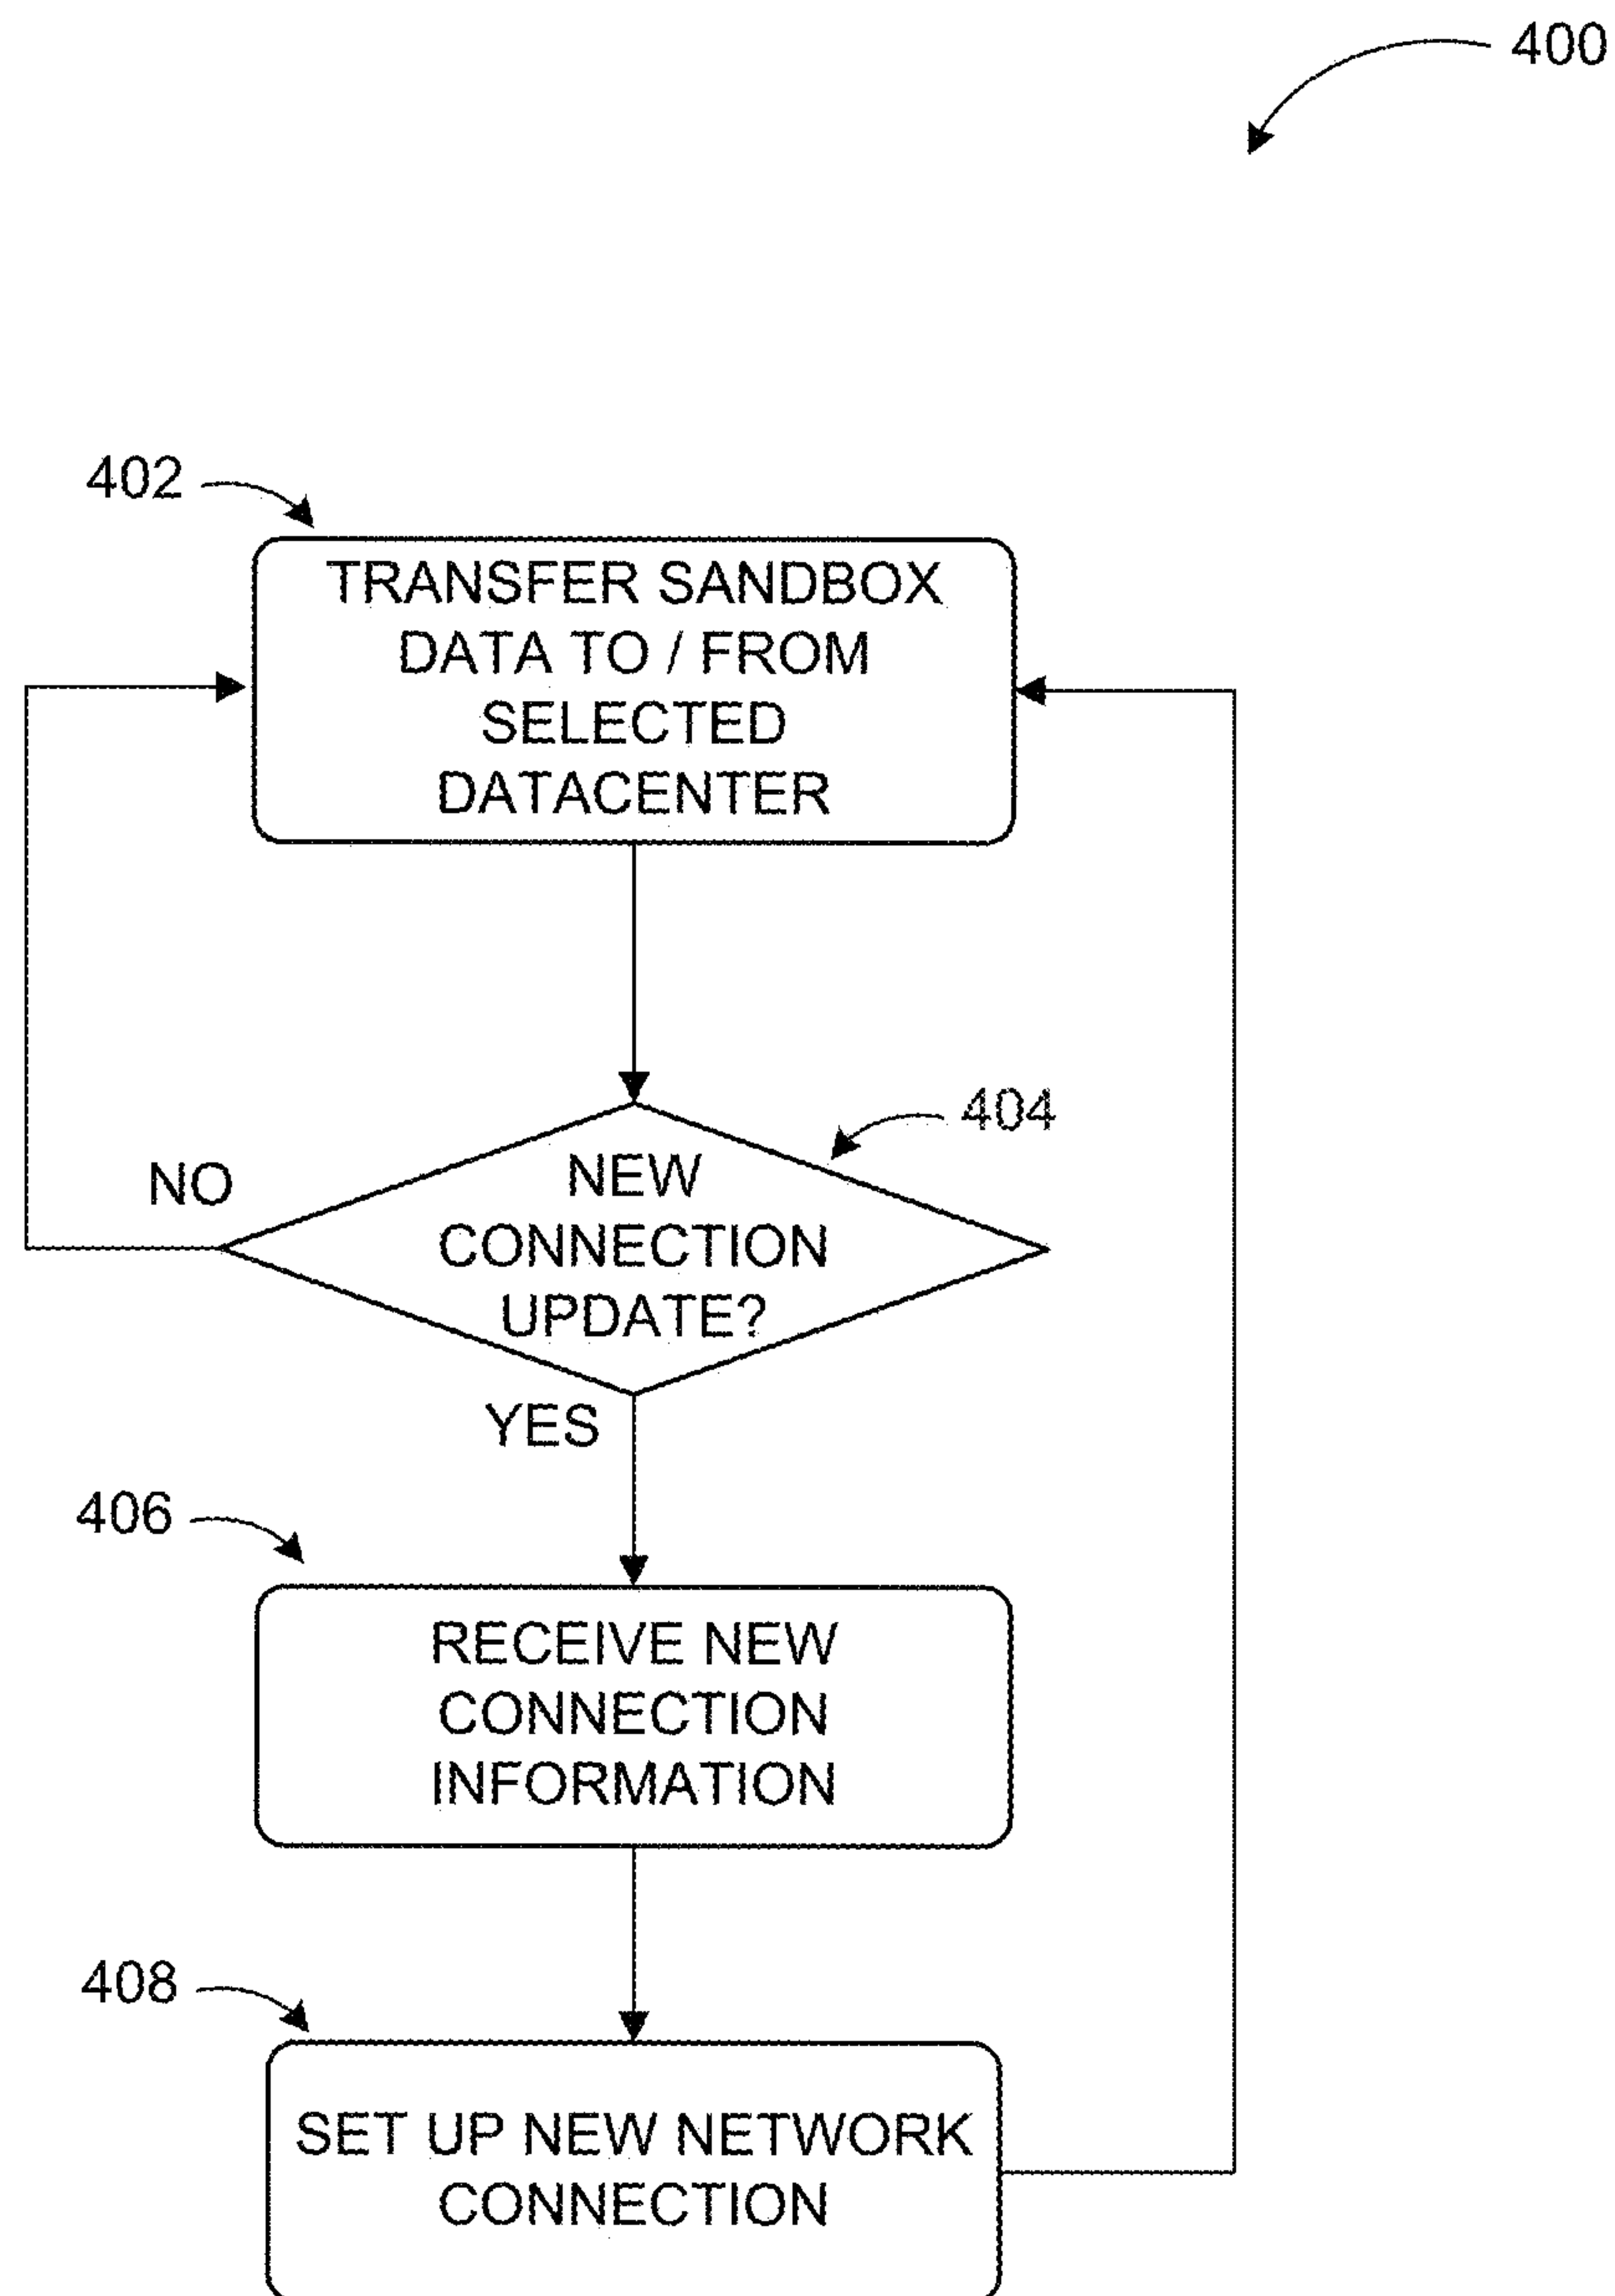 400
402
TRANSFER SANDBOX
DATA TO / FROM
SELECTED
DATACENTER
404
NEW
CONNECTION
UPDATE?
NO
YES
406
RECEIVE NEW
CONNECTION
INFORMATION
408
SET UP NEW NETWORK
CONNECTION